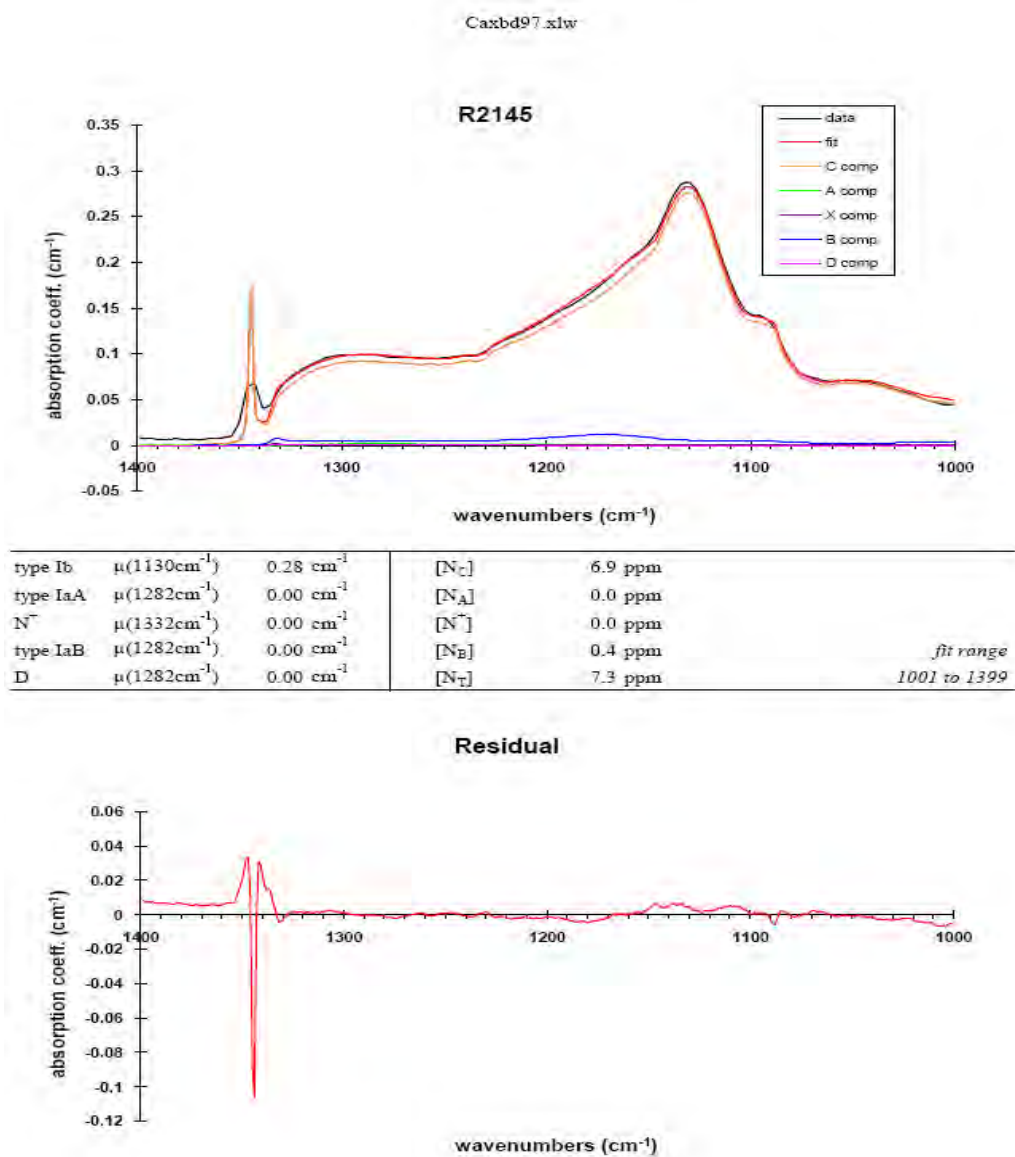 Caxbd97.xlw
R2145
0.35
0.3
0.25
0.2
0.15
0.1
0.05
0
-0.05
absorption coeff. (cm⁻¹)
data
fit
C comp
A comp
X comp
B comp
D comp
1400 1300 1200 1100 1000
wavenumbers (cm⁻¹)
type Ib μ(1130cm⁻¹) 0.28 cm⁻¹ [N_C] 6.9 ppm
type IaA μ(1282cm⁻¹) 0.00 cm⁻¹ [N_A] 0.0 ppm
N⁺ μ(1332cm⁻¹) 0.00 cm⁻¹ [N⁺] 0.0 ppm
type IaB μ(1282cm⁻¹) 0.00 cm⁻¹ [N_B] 0.4 ppm fit range
D μ(1282cm⁻¹) 0.00 cm⁻¹ [N_T] 7.3 ppm 1001 to 1399
Residual
0.06
0.04
0.02
0
-0.02
-0.04
-0.06
-0.08
-0.1
-0.12
absorption coeff. (cm⁻¹)
1400 1300 1200 1100 1000
wavenumbers (cm⁻¹)